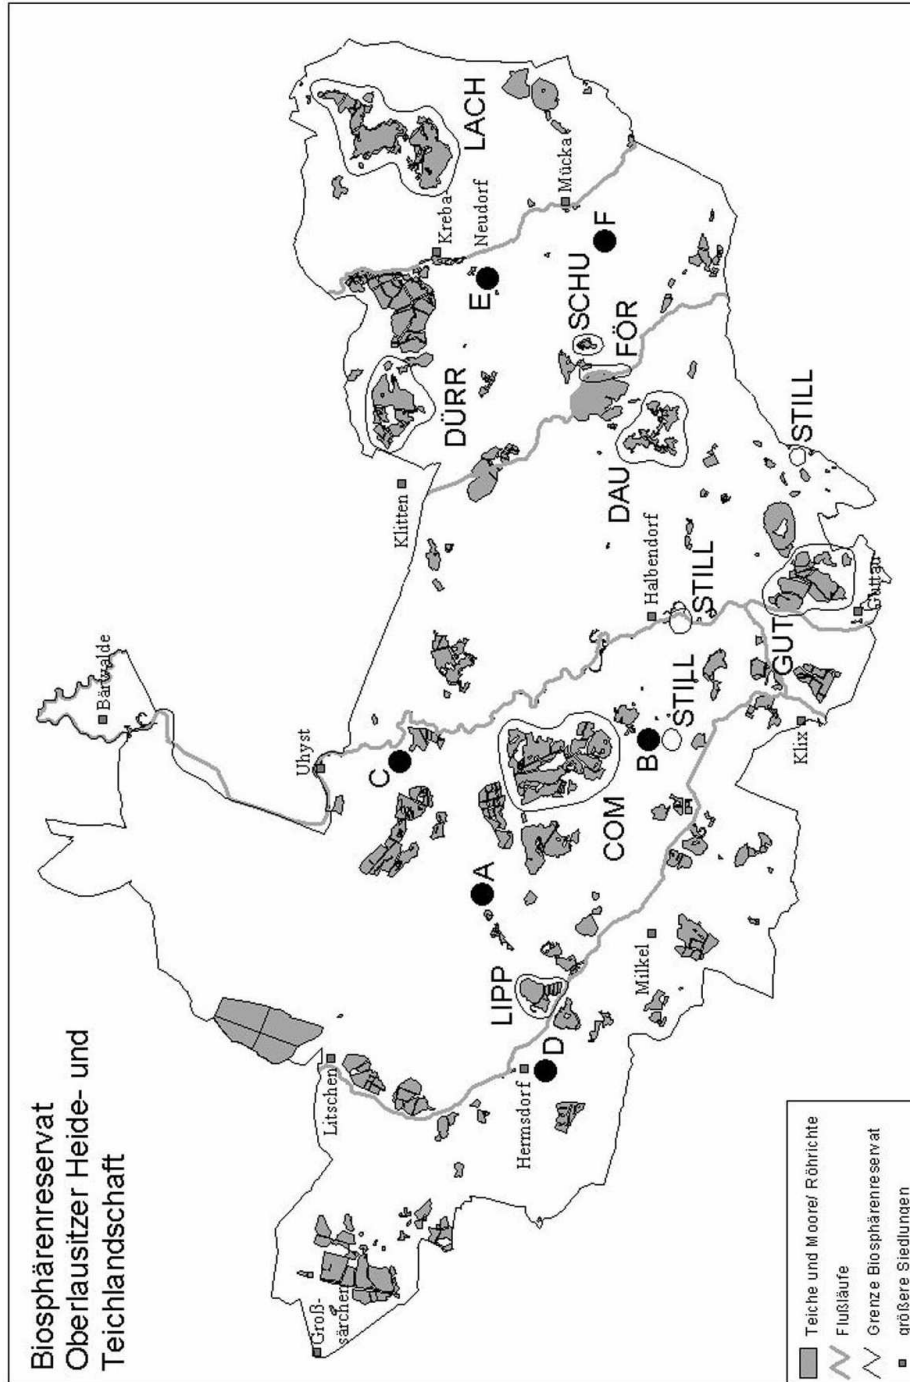 Biosphärenreservat
Oberlausitzer Heide- und
Teichlandschaft
Bärwalde
Uhyst
Klitten
Litschen
Groß-
särchen
Hermsdorf
Milkel
Klix
Guttau
Halbendorf
Kreba-
Neudorf
Mücka
LACH
DÜRR
SCHU
FÖR
DAU
STILL
STILL
STILL
GUT
COM
LIPP
A
B
C
D
E
F
Teiche und Moore/ Röhrichte
Flußläufe
Grenze Biosphärenreservat
größere Siedlungen